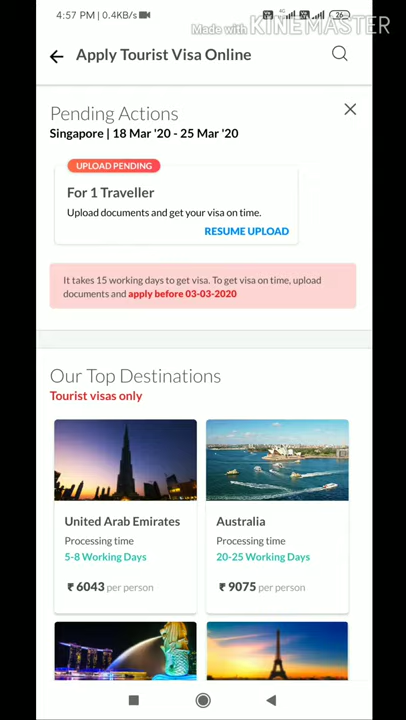 4:57 PM | 0.4KB/s
4G
26
Made with KINEMASTER
Apply Tourist Visa Online
Pending Actions
Singapore | 18 Mar '20 - 25 Mar '20
UPLOAD PENDING
For 1 Traveller
Upload documents and get your visa on time.
RESUME UPLOAD
It takes 15 working days to get visa. To get visa on time, upload
documents and apply before 03-03-2020
Our Top Destinations
Tourist visas only
United Arab Emirates
Processing time
5-8 Working Days
₹ 6043 per person
Australia
Processing time
20-25 Working Days
₹ 9075 per person